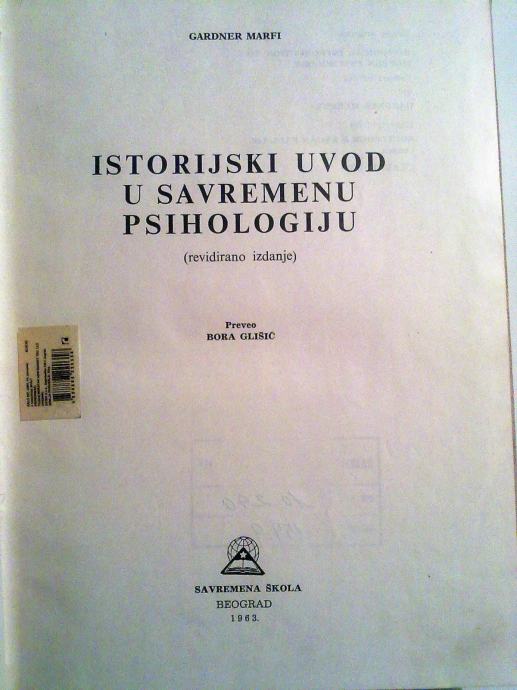 GARDNER MARFI
ISTORIJSKI UVOD
U SAVREMENU
PSIHOLOGIJU
(revidirano izdanje)
Preveo
BORA GLIŠIĆ
SAVREMENA ŠKOLA
BEOGRAD
1963.